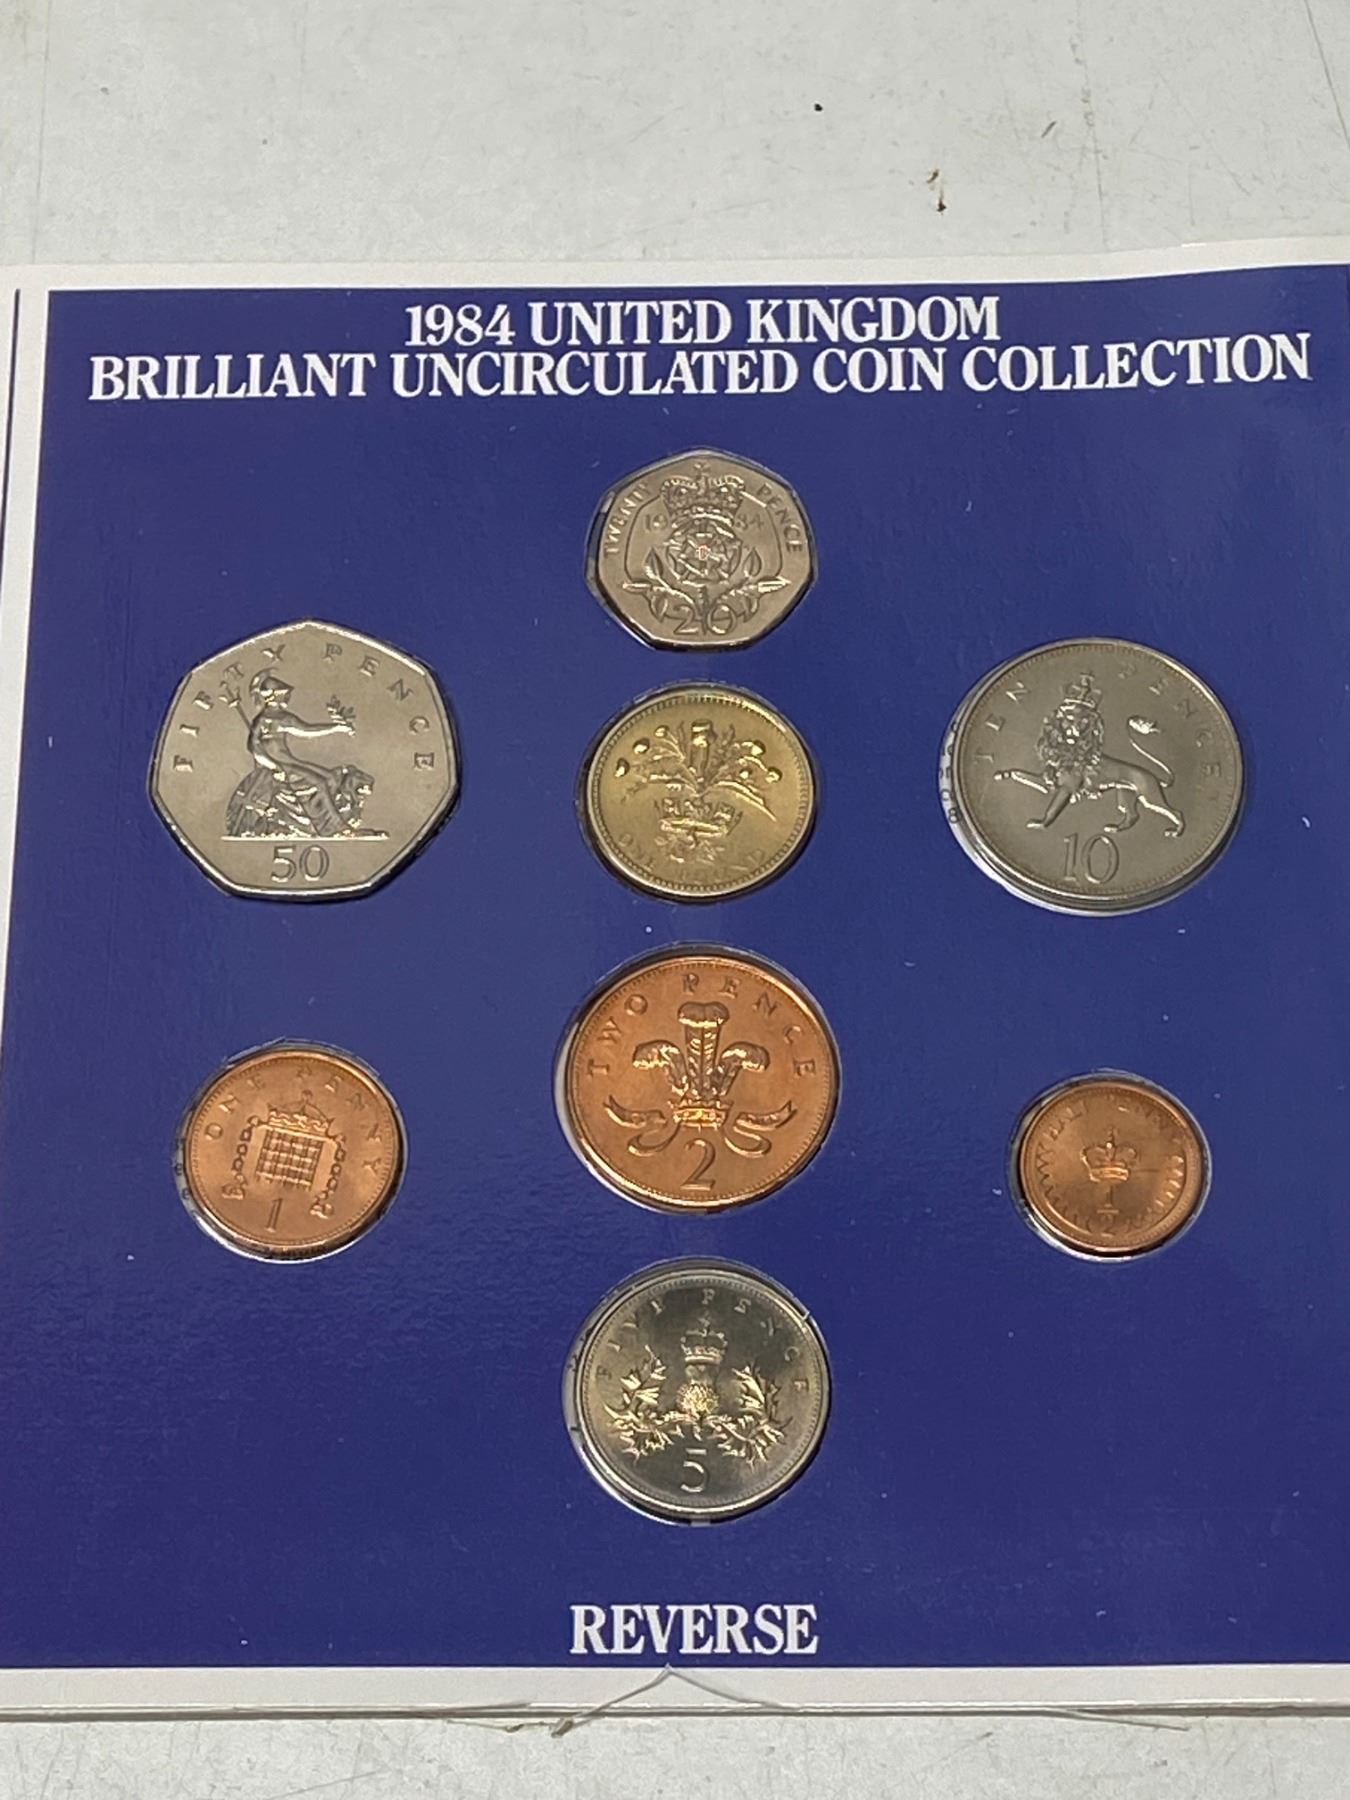 1984 UNITED KINGDOM
BRILLIANT UNCIRCULATED COIN COLLECTION
TWENTY PENCE
1984
20
FIFTY PENCE
50
ONE
TEN PENCE
10
TWO PENCE
2
ONE PENNY
1
HALF PENNY
1/2
FIVE PENCE
5
REVERSE